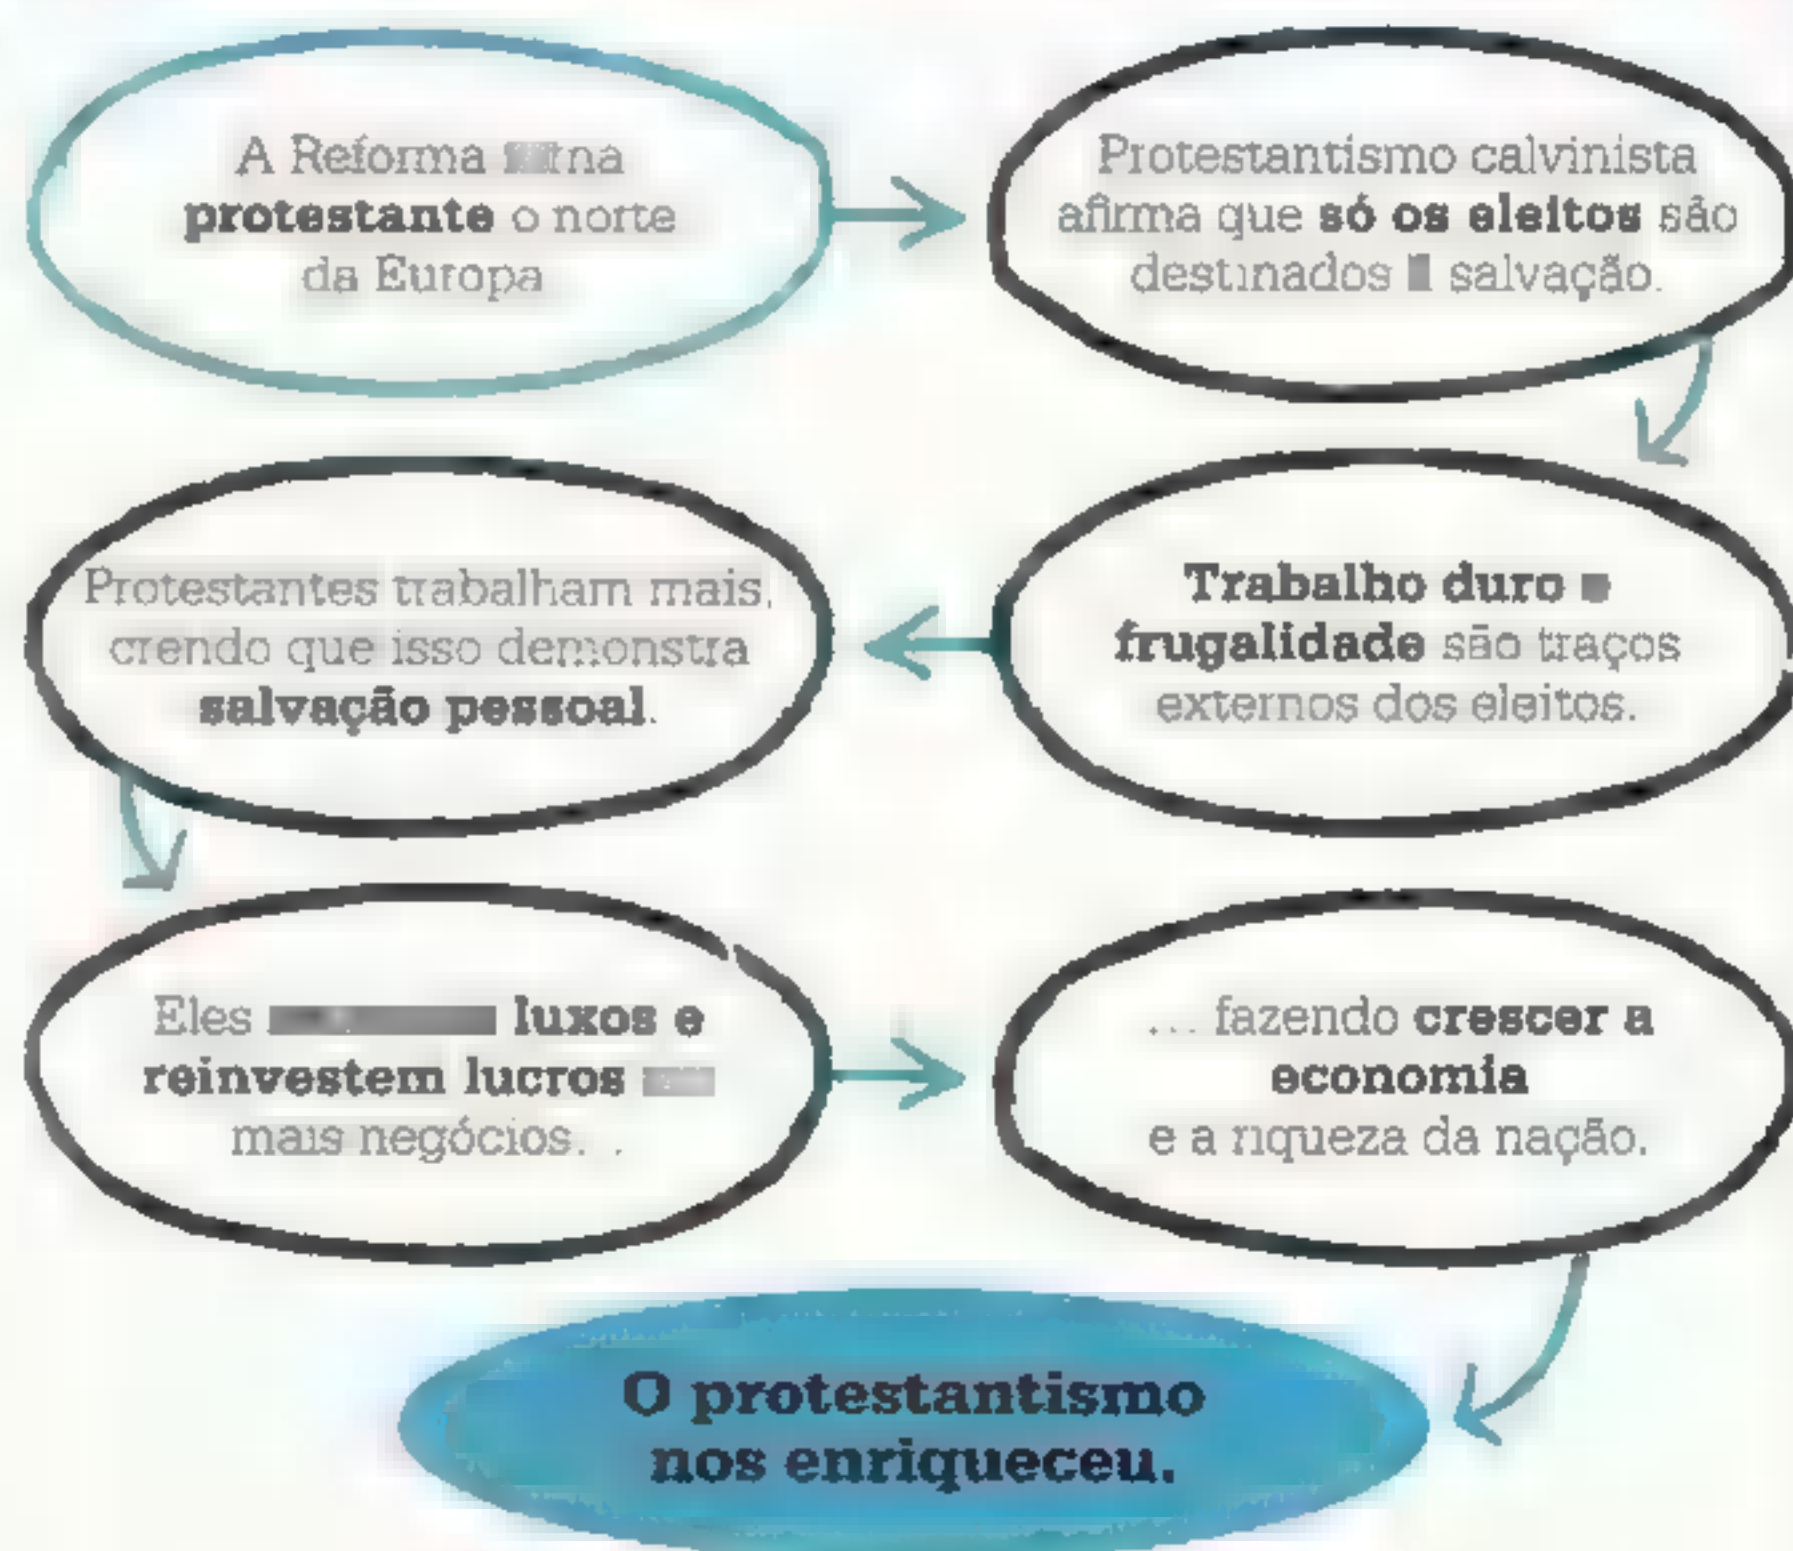 A Reforma
protestante o norte
da Europa
Protestantismo calvinista
afirma que só os eleitos são
destinados salvação.
Trabalho duro
frugalidade são traços
externos dos eleitos.
Protestantes trabalham mais,
crendo que isso demonstra
salvação pessoal.
Eles luxos e
reinvestem lucros
mais negócios. .
... fazendo crescer a
economia
e a riqueza da nação.
O protestantismo
nos enriqueceu.